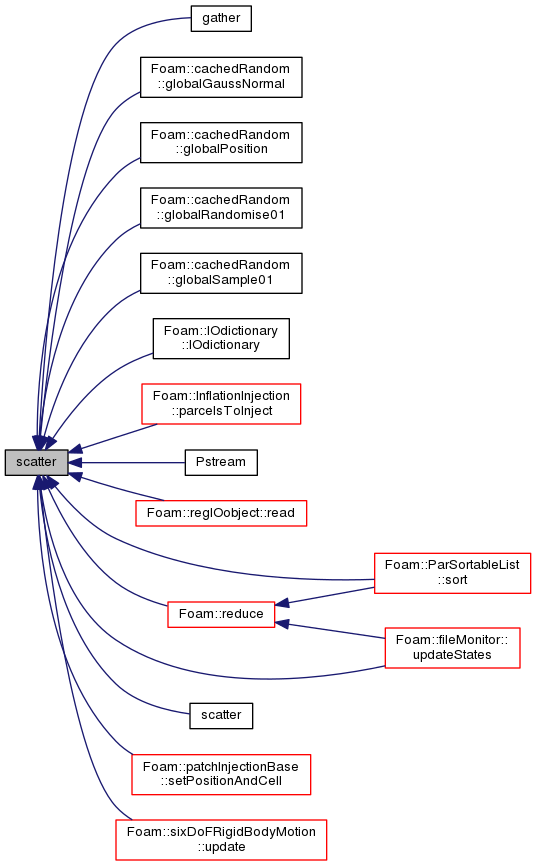 gather
Foam::cachedRandom
::globalGaussNormal
Foam::cachedRandom
::globalPosition
Foam::cachedRandom
::globalRandomise01
Foam::cachedRandom
::globalSample01
Foam::IOdictionary
::IOdictionary
Foam::InflationInjection
::parcelsToInject
scatter
Pstream
Foam::regIOobject::read
Foam::ParSortableList
::sort
Foam::reduce
Foam::fileMonitor::
updateStates
scatter
Foam::patchInjectionBase
::setPositionAndCell
Foam::sixDoFRigidBodyMotion
::update